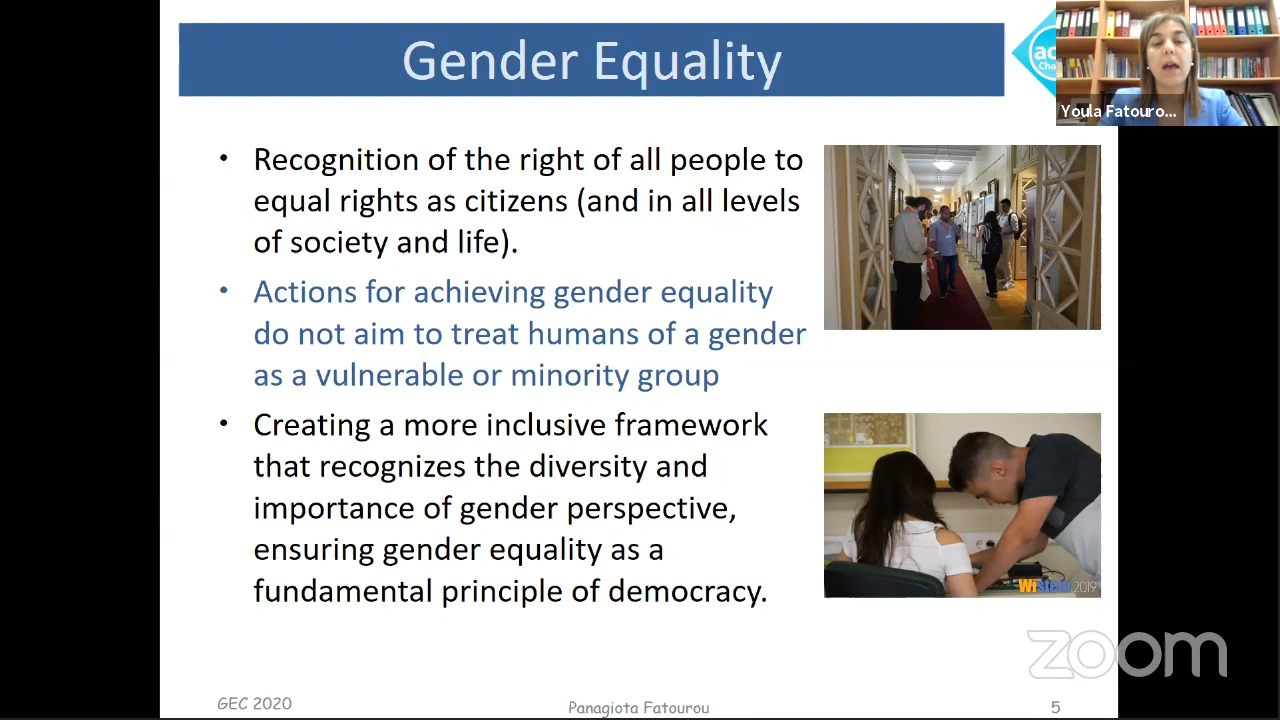 Gender Equality
Youla Fatouro...
• Recognition of the right of all people to
equal rights as citizens (and in all levels
of society and life).
• Actions for achieving gender equality
do not aim to treat humans of a gender
as a vulnerable or minority group
• Creating a more inclusive framework
that recognizes the diversity and
importance of gender perspective,
ensuring gender equality as a
fundamental principle of democracy.
2019
zoom
GEC 2020
Panagiota Fatourou
5